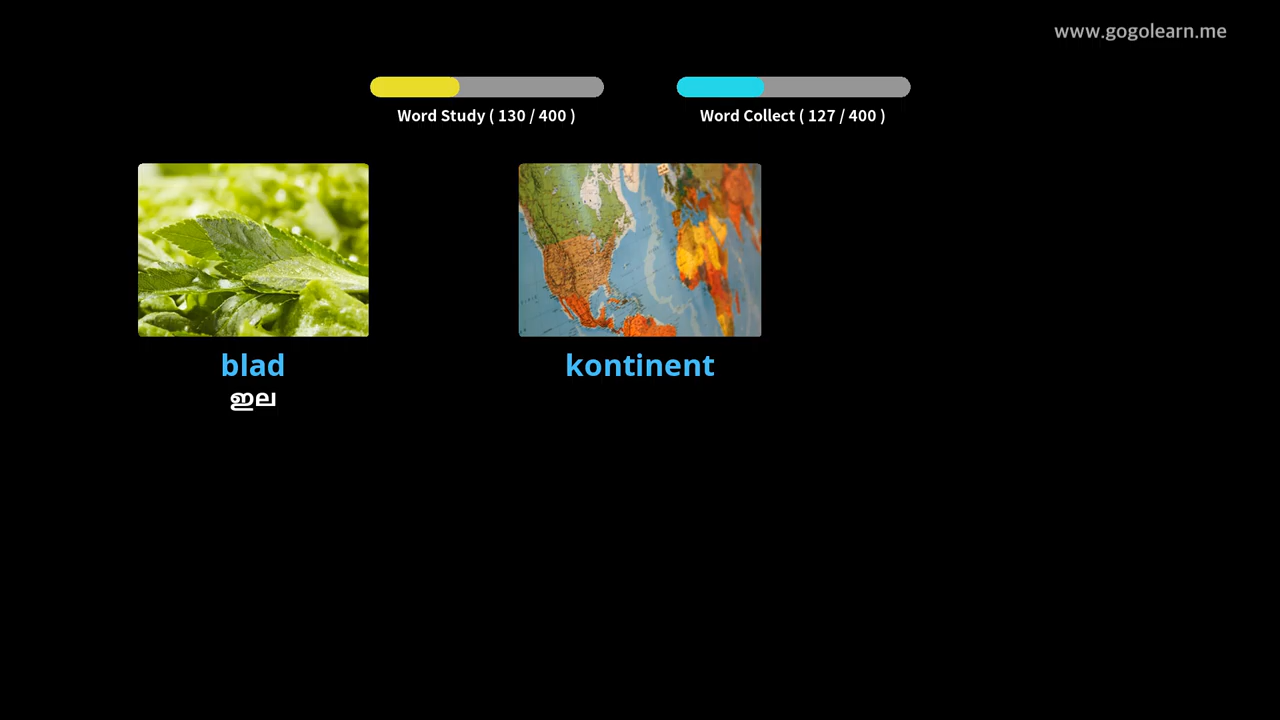 www.gogolearn.me
Word Study ( 130 / 400 )
Word Collect ( 127 / 400 )
blad
ഇല
kontinent